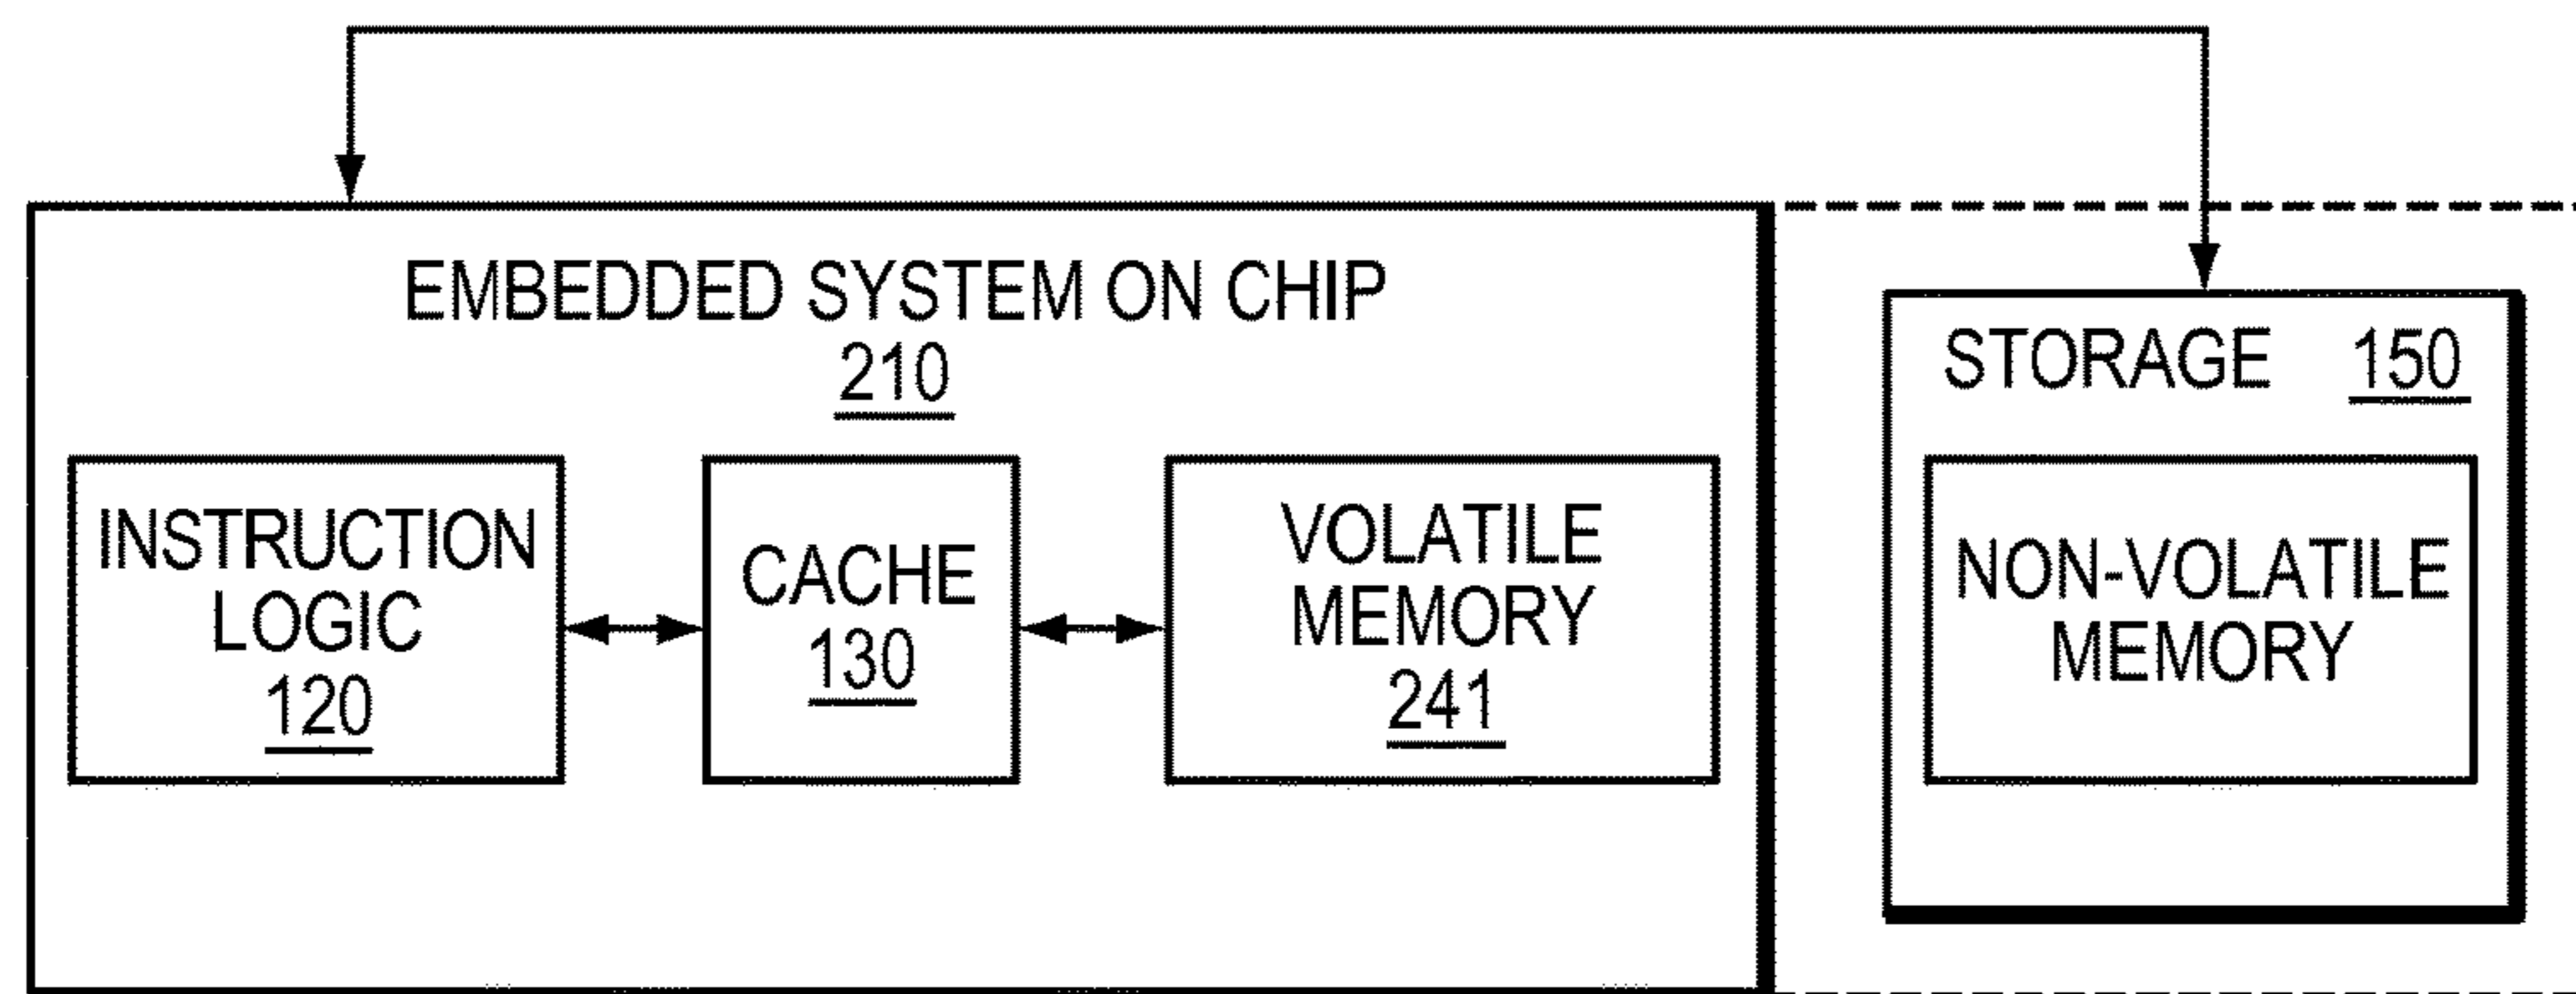 EMBEDDED SYSTEM ON CHIP
210
INSTRUCTION
LOGIC
120
CACHE
130
VOLATILE
MEMORY
241
STORAGE 150
NON-VOLATILE
MEMORY